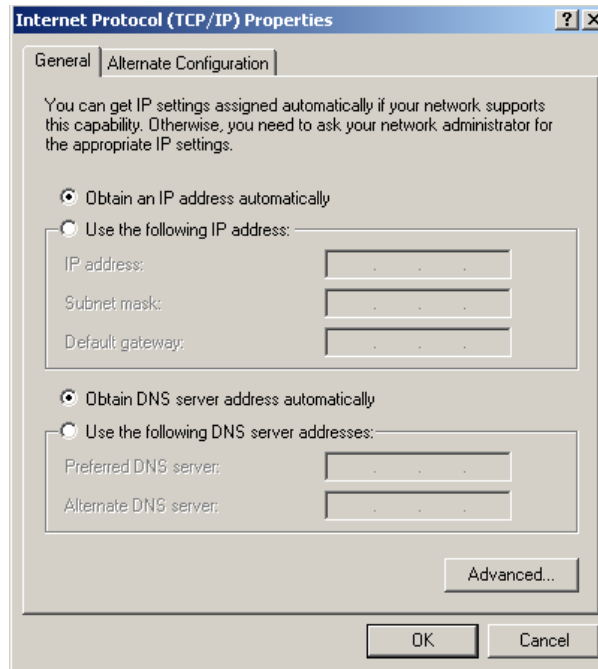 Internet Protocol (TCP/IP) Properties
General
Alternate Configuration
You can get IP settings assigned automatically if your network supports
this capability. Otherwise, you need to ask your network administrator for
the appropriate IP settings.
Obtain an IP address automatically
Use the following IP address:
IP address:
Subnet mask:
Default gateway:
Obtain DNS server address automatically
Use the following DNS server addresses:
Preferred DNS server:
Alternate DNS server:
Advanced...
OK
Cancel